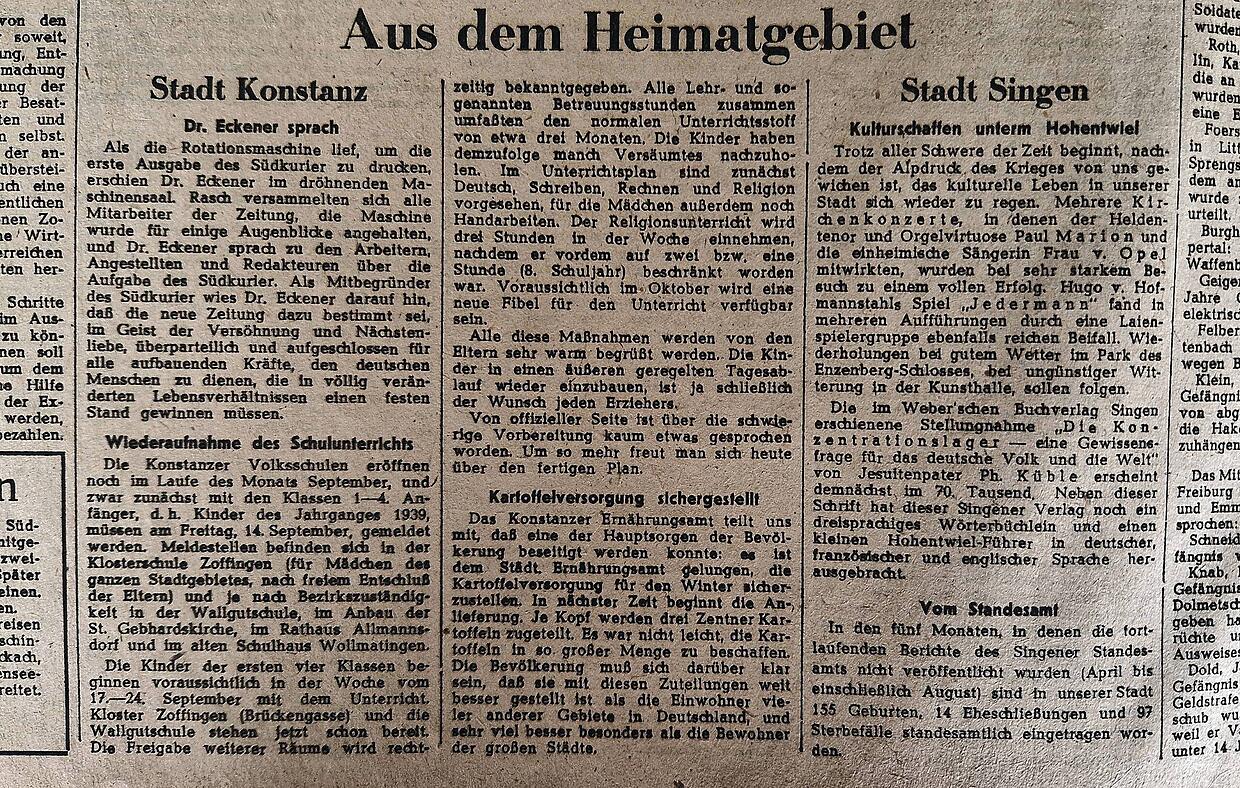 Aus dem Heimatgebiet
Stadt Konstanz
Dr. Eckener sprach
Als die Rotationsmaschine lief, um die
erste Ausgabe des Südkurier zu drucken,
erschien Dr. Eckener im dröhnenden Ma-
schinensaal. Rasch versammelten sich alle
Mitarbeiter der Zeitung, die Maschine
wurde für einige Augenblicke angehalten,
und Dr. Eckener sprach zu den Arbeitern,
Angestellten und Redakteuren über die
Aufgabe des Südkurier. Als Mitbegründer
des Südkurier wies Dr. Eckener darauf hin,
daß die neue Zeitung dazu bestimmt sei,
im Geist der Versöhnung und Nächsten-
liebe, überparteilich und aufgeschlossen für
alle aufbauenden Kräfte, den deutschen
Menschen zu dienen, die in völlig verän-
derten Lebensverhältnissen einen festen
Stand gewinnen müssen.
Wiederaufnahme des Schulunterrichts
Die Konstanzer Volksschulen eröffnen
noch im Laufe des Monats September, und
zwar zunächst mit den Klassen 1—4. An-
fänger, d. h. Kinder des Jahrganges 1939,
müssen am Freitag, 14. September, gemeldet
werden. Meldestellen befinden sich in der
Klosterschule Zoffingen (für Mädchen des
ganzen Stadtgebietes, nach freiem Entschluß
der Eltern) und je nach Bezirkszuständig-
keit in der Wallgutschule, im Anbau der
St. Gebhardskirche, im Rathaus Allmanns-
dorf und im alten Schulhaus Wollmatingen.
Die Kinder der ersten vier Klassen be-
ginnen voraussichtlich in der Woche vom
17.—24. September mit dem Unterricht.
Kloster Zoffingen (Brückengasse) und die
Wallgutschule stehen jetzt schon bereit.
Die Freigabe weiterer Räume wird recht-
zeitig bekanntgegeben. Alle Lehr- und so-
genannten Betreuungsstunden zusammen
umfaßten den normalen Unterrichtsstoff
von etwa drei Monaten. Die Kinder haben
demzufolge manch Versäumtes nachzuho-
len. Im Unterrichtsplan sind zunächst
Deutsch, Schreiben, Rechnen und Religion
vorgesehen, für die Mädchen außerdem noch
Handarbeiten. Der Religionsunterricht wird
drei Stunden in der Woche einnehmen,
nachdem er vordem auf zwei bzw. eine
Stunde (8. Schuljahr) beschränkt worden
war. Voraussichtlich im Oktober wird eine
neue Fibel für den Unterricht verfügbar
sein.
Alle diese Maßnahmen werden von den
Eltern sehr warm begrüßt werden. Die Kin-
der in einen äußeren geregelten Tagesab-
lauf wieder einzubauen, ist ja schließlich
der Wunsch jeden Erziehers.
Von offizieller Seite ist über die schwie-
rige Vorbereitung kaum etwas gesprochen
worden. Um so mehr freut man sich heute
über den fertigen Plan.
Kartoffelversorgung sichergestellt
Das Konstanzer Ernährungsamt teilt uns
mit, daß eine der Hauptsorgen der Bevöl-
kerung beseitigt werden konnte: es ist
dem Städt. Ernährungsamt gelungen, die
Kartoffelversorgung für den Winter sicher-
zustellen. In nächster Zeit beginnt die An-
lieferung. Je Kopf werden drei Zentner Kar-
toffeln zugeteilt. Es war nicht leicht, die Kar-
toffeln in so großer Menge zu beschaffen.
Die Bevölkerung muß sich darüber klar
sein, daß sie mit diesen Zuteilungen weit
besser gestellt ist als die Einwohner vie-
ler anderer Gebiete in Deutschland, und
sehr viel besser besonders als die Bewohner
der großen Städte.
Stadt Singen
Kulturschaffen unterm Hohentwiel
Trotz aller Schwere der Zeit beginnt, nach-
dem der Alpdruck des Krieges von uns ge-
wichen ist, das kulturelle Leben in unserer
Stadt sich wieder zu regen. Mehrere Kir-
chenkonzerte, in denen der Helden-
tenor und Orgelvirtuose Paul Marion und
die einheimische Sängerin Frau v. Opel
mitwirkten, wurden bei sehr starkem Be-
such zu einem vollen Erfolg. Hugo v. Hof-
mannstahls Spiel „Jedermann“ fand in
mehreren Aufführungen durch eine Laien-
spielergruppe ebenfalls reichen Beifall. Wie-
derholungen bei gutem Wetter im Park des
Enzenberg-Schlosses, bei ungünstiger Wit-
terung in der Kunsthalle, sollen folgen.
Die im Weber'schen Buchverlag Singen
erschienene Stellungnahme „Die Kon-
zentrationslager — eine Gewissens-
frage für das deutsche Volk und die Welt“
von Jesuitenpater Ph. Küble erscheint
demnächst im 70. Tausend. Neben dieser
Schrift hat dieser Singener Verlag noch ein
dreisprachiges Wörterbüchlein und einen
kleinen Hohentwiel-Führer in deutscher,
französischer und englischer Sprache her-
ausgebracht.
Vom Standesamt
In den fünf Monaten, in denen die fort-
laufenden Berichte des Singener Standes-
amts nicht veröffentlicht wurden (April bis
einschließlich August) sind in unserer Stadt
155 Geburten, 14 Eheschließungen und 97
Sterbefälle standesamtlich eingetragen wor-
den.